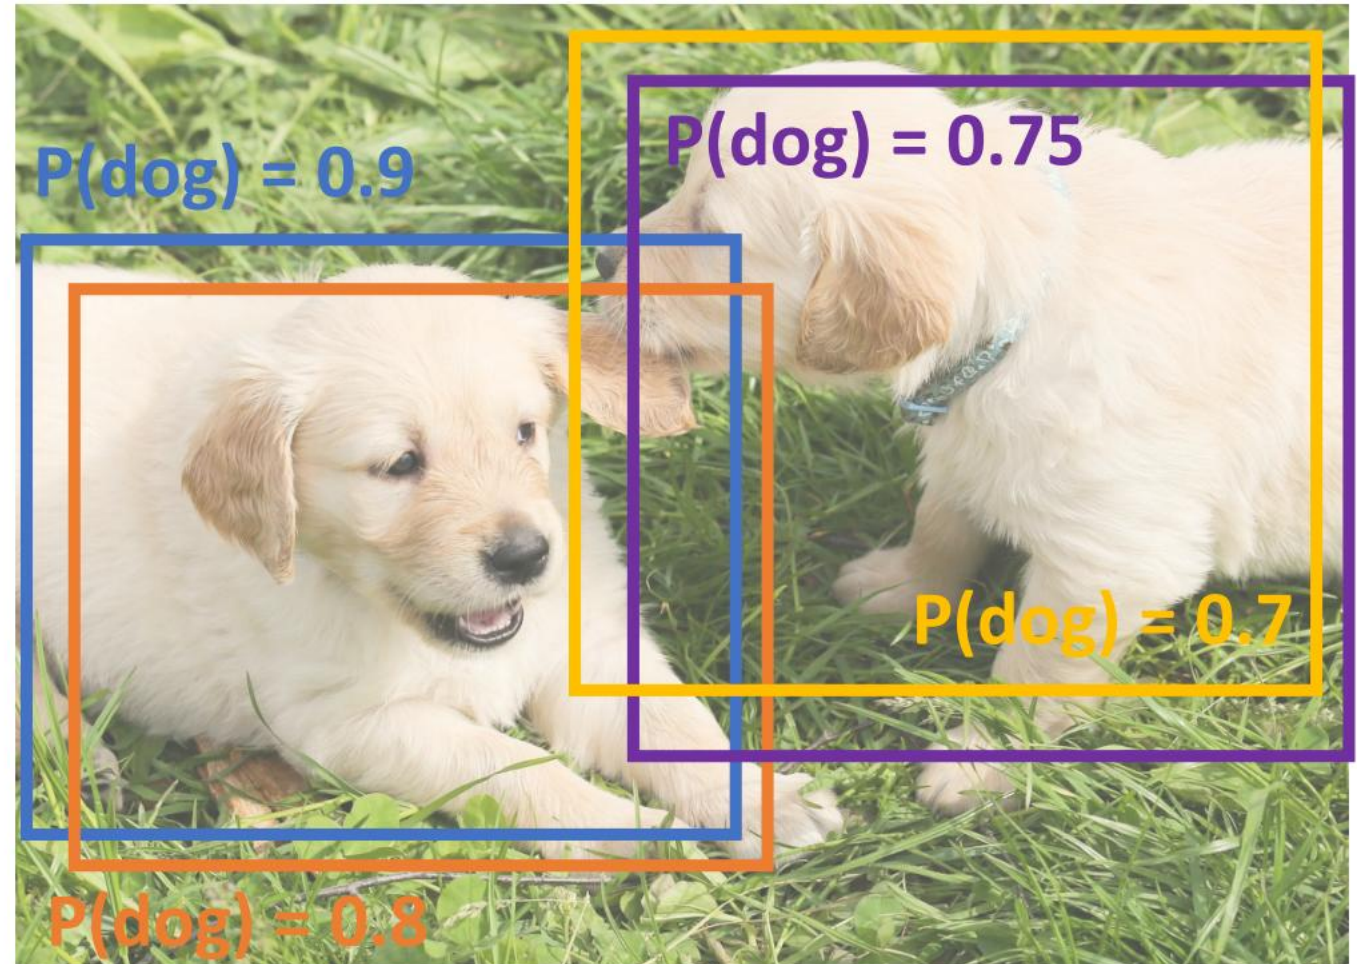 P(dog) = 0.75
P(dog) = 0.9
P(dog) = 0.7
P(dog) = 0.8